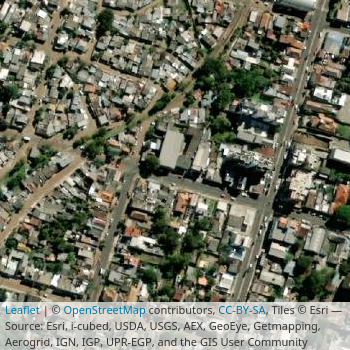 Leaflet | © OpenStreetMap contributors, CC-BY-SA, Tiles © Esri —
Source: Esri, i-cubed, USDA, USGS, AEX, GeoEye, Getmapping,
Aerogrid, IGN, IGP, UPR-EGP, and the GIS User Community